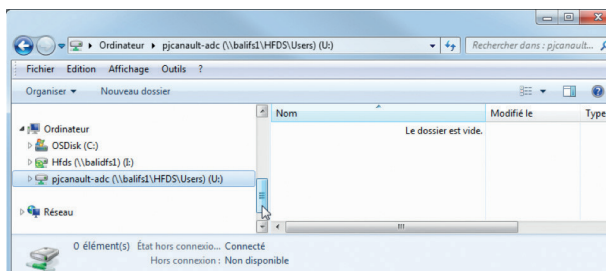 Ordinateur ▸ pjcanault-adc (\\balifs1\HFDS\Users) (U:)
Rechercher dans : pjcanault...
Fichier Edition Affichage Outils ?
Organiser Nouveau dossier
Nom Modifié le Type
Le dossier est vide.
Ordinateur
OSDisk (C:)
Hfds (\\balidfs1) (I:)
pjcanault-adc (\\balifs1\HFDS\Users) (U:)
Réseau
0 élément(s) État hors connexio... Connecté
Hors connexion : Non disponible